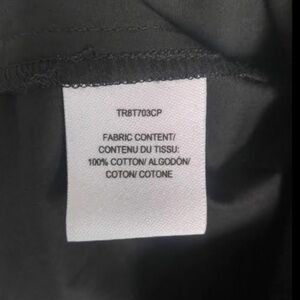 TR8T703CP
FABRIC CONTENT/
CONTENU DU TISSU:
100% COTTON/ ALGODÓN/
COTON/ COTONE